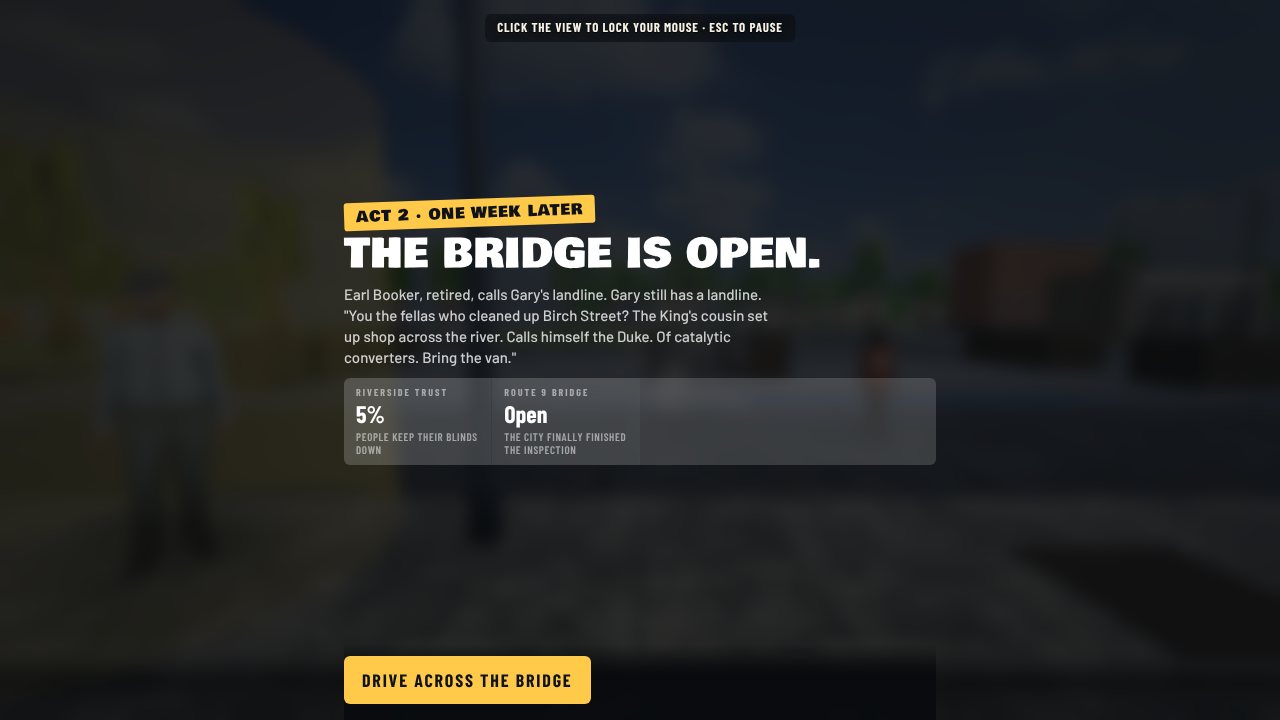 CLICK THE VIEW TO LOCK YOUR MOUSE · ESC TO PAUSE
ACT 2 · ONE WEEK LATER
THE BRIDGE IS OPEN.
Earl Booker, retired, calls Gary's landline. Gary still has a landline.
"You the fellas who cleaned up Birch Street? The King's cousin set
up shop across the river. Calls himself the Duke. Of catalytic
converters. Bring the van."
RIVERSIDE TRUST
5%
PEOPLE KEEP THEIR BLINDS
DOWN
ROUTE 9 BRIDGE
Open
THE CITY FINALLY FINISHED
THE INSPECTION
DRIVE ACROSS THE BRIDGE